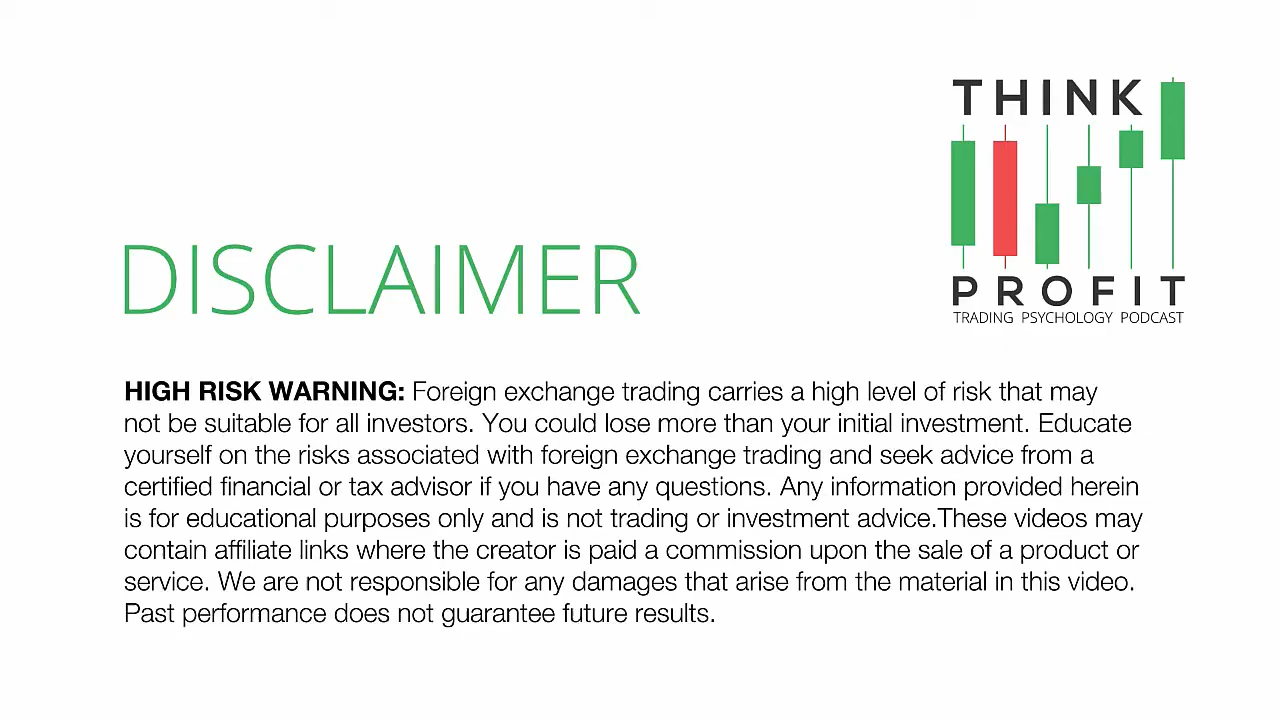 THINK
PROFIT
TRADING PSYCHOLOGY PODCAST
DISCLAIMER
HIGH RISK WARNING: Foreign exchange trading carries a high level of risk that may
not be suitable for all investors. You could lose more than your initial investment. Educate
yourself on the risks associated with foreign exchange trading and seek advice from a
certified financial or tax advisor if you have any questions. Any information provided herein
is for educational purposes only and is not trading or investment advice.These videos may
contain affiliate links where the creator is paid a commission upon the sale of a product or
service. We are not responsible for any damages that arise from the material in this video.
Past performance does not guarantee future results.